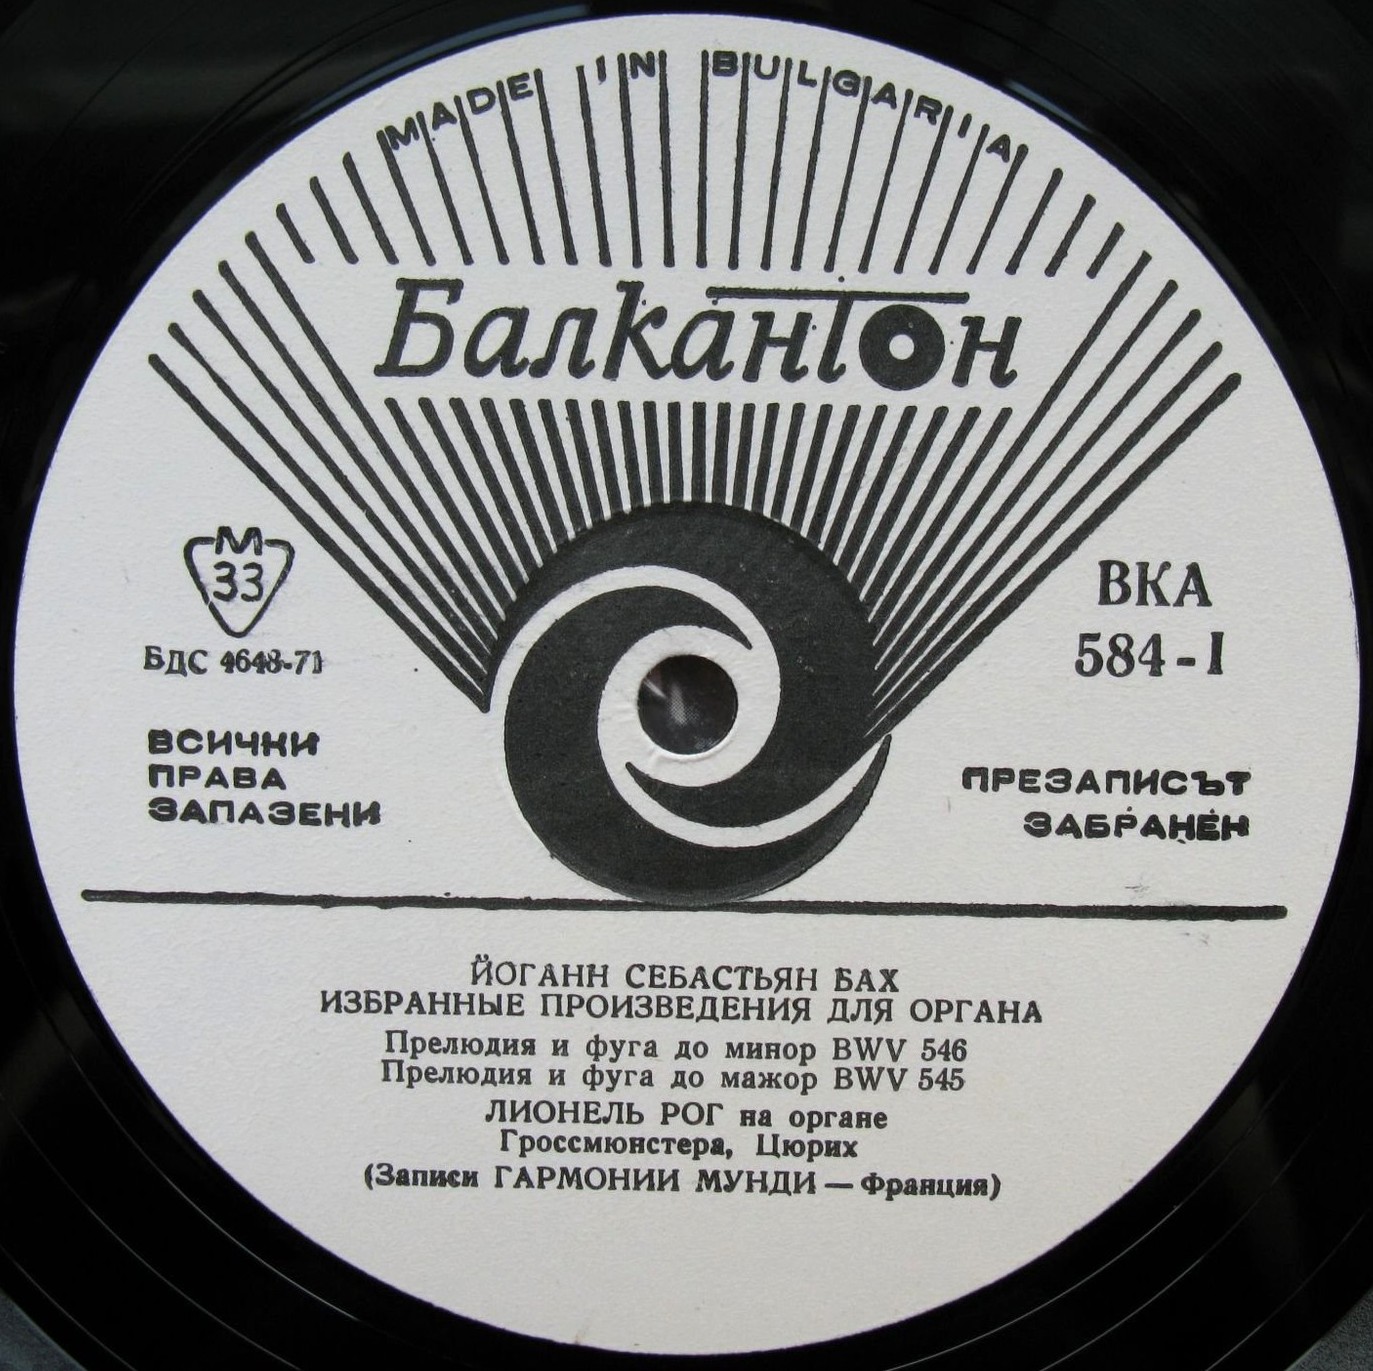 MADE IN BULGARIA
Балкантон
М
33
БДС 4643-71
ВКА
584-I
ВСИЧКИ
ПРАВА
ЗАПАЗЕНИ
ПРЕЗАПИСЪТ
ЗАБРАНЕН
ЙОГАНН СЕБАСТЬЯН БАХ
ИЗБРАННЫЕ ПРОИЗВЕДЕНИЯ ДЛЯ ОРГАНА
Прелюдия и фуга до минор BWV 546
Прелюдия и фуга до мажор BWV 545
ЛИОНЕЛЬ РОГ на органе
Гроссмюнстера, Цюрих
(Записи ГАРМОНИИ МУНДИ — Франция)